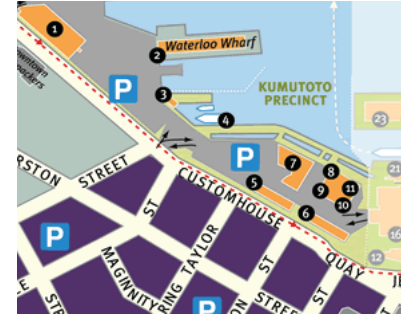 1
Waterloo Wharf
2
P
3
KUMUTOTO
PRECINCT
4
23
P
7
8
21
9
11
5
10
6
16
12
STREET
CUSTOMHOUSE
QUAY
ST
P
TAYLOR
ST
MAGINNITY
STREET
ST
P